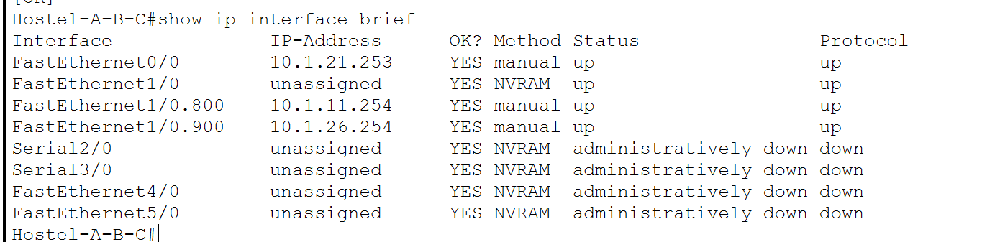 [OK]
Hostel-A-B-C#show ip interface brief
Interface              IP-Address      OK? Method Status                Protocol
FastEthernet0/0        10.1.21.253     YES manual up                    up
FastEthernet1/0        unassigned      YES NVRAM  up                    up
FastEthernet1/0.800    10.1.11.254     YES manual up                    up
FastEthernet1/0.900    10.1.26.254     YES manual up                    up
Serial2/0              unassigned      YES NVRAM  administratively down down
Serial3/0              unassigned      YES NVRAM  administratively down down
FastEthernet4/0        unassigned      YES NVRAM  administratively down down
FastEthernet5/0        unassigned      YES NVRAM  administratively down down
Hostel-A-B-C#